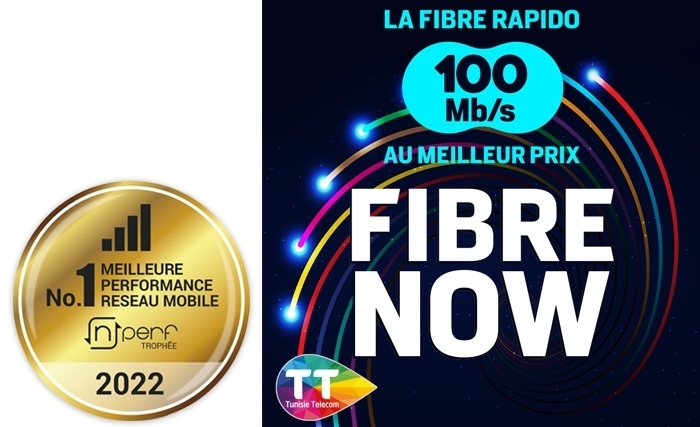 No.1
MEILLEURE
PERFORMANCE
RESEAU MOBILE
nperf
TROPHÉE
2022
LA FIBRE RAPIDO
100
Mb/s
AU MEILLEUR PRIX
FIBRE
NOW
TT
Tunisie Telecom